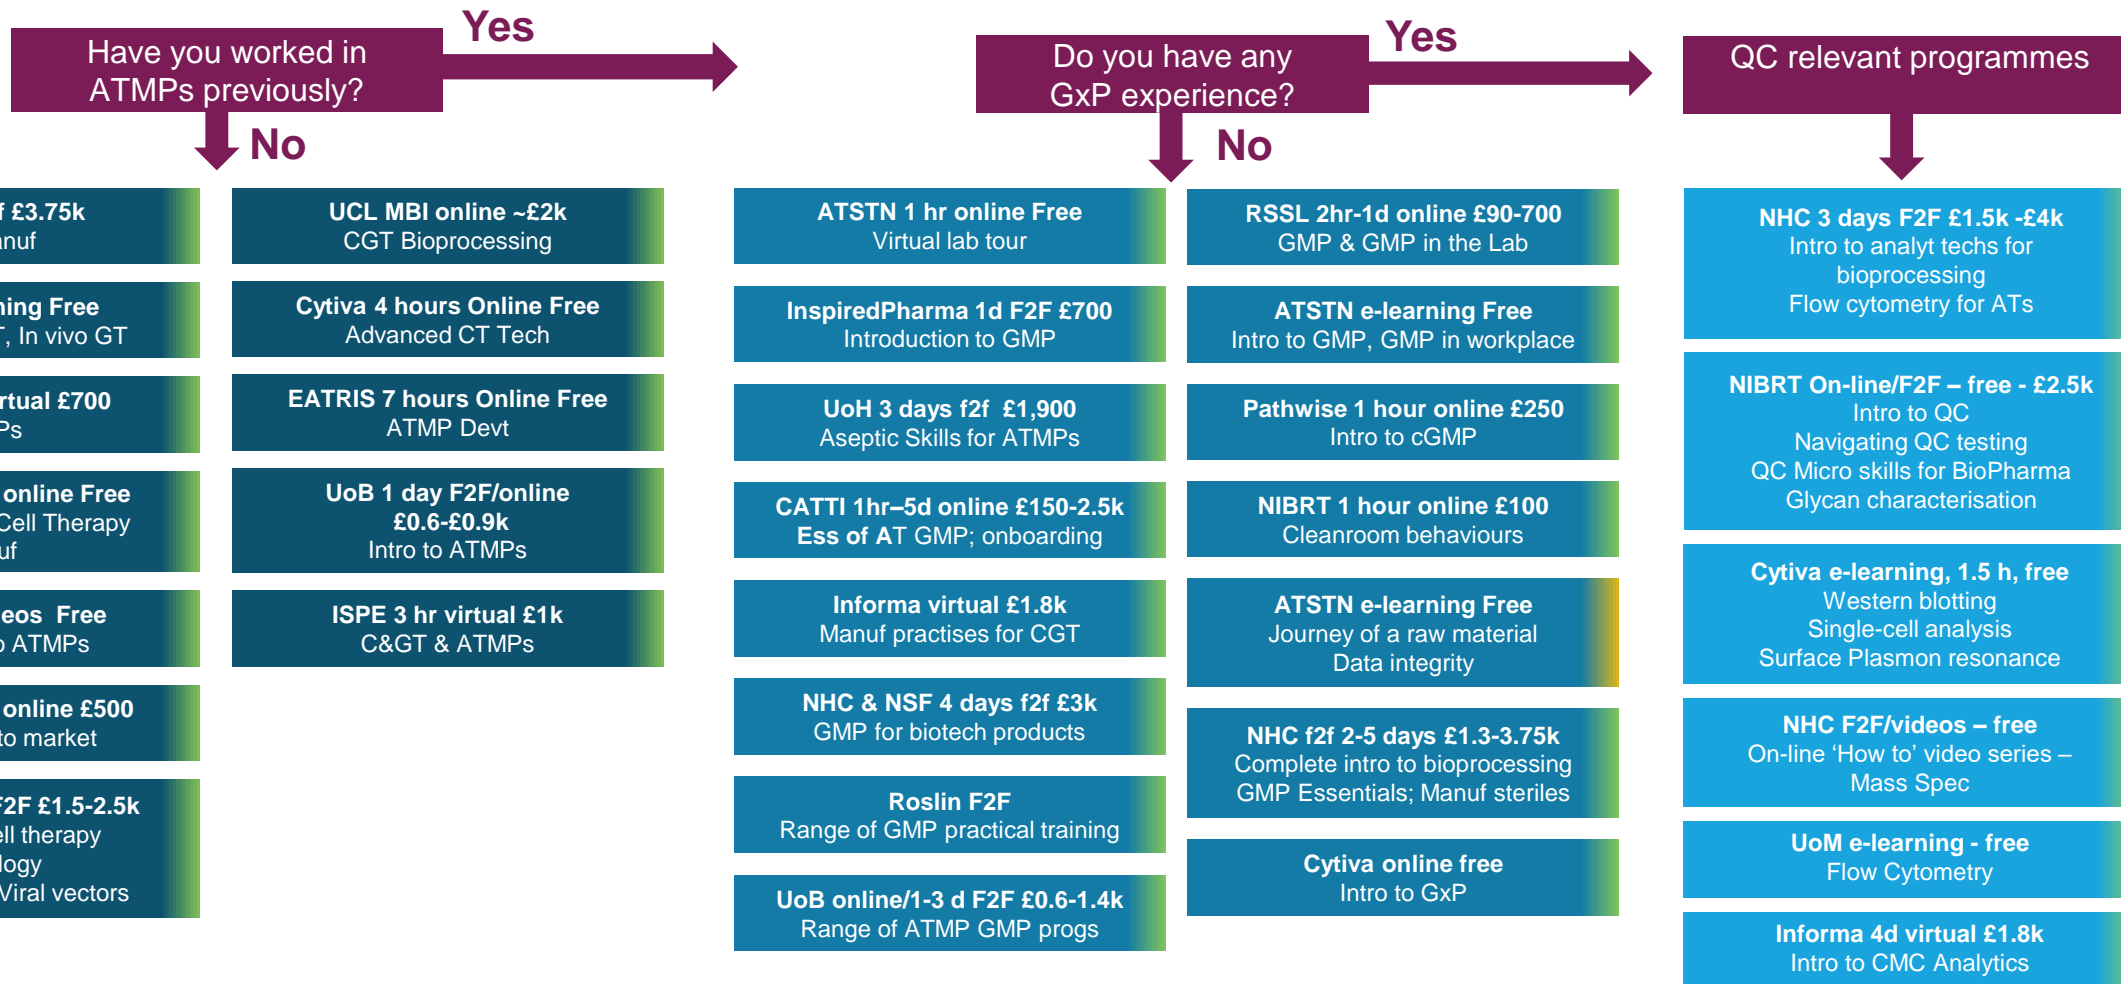 Have you worked in
ATMPs previously?
Yes
No
Do you have any
GxP experience?
Yes
No
QC relevant programmes
£3.75k
ning Free
, In vivo GT
rtual £700
Ps
online Free
Cell Therapy
uf
eos Free
o ATMPs
online £500
to market
F2F £1.5-2.5k
ell therapy
logy
Viral vectors
UCL MBI online ~£2k
CGT Bioprocessing
Cytiva 4 hours Online Free
Advanced CT Tech
EATRIS 7 hours Online Free
ATMP Devt
UoB 1 day F2F/online
£0.6-£0.9k
Intro to ATMPs
ISPE 3 hr virtual £1k
C&GT & ATMPs
ATSTN 1 hr online Free
Virtual lab tour
InspiredPharma 1d F2F £700
Introduction to GMP
UoH 3 days f2f £1,900
Aseptic Skills for ATMPs
CATTI 1hr–5d online £150-2.5k
Ess of AT GMP; onboarding
Informa virtual £1.8k
Manuf practises for CGT
NHC & NSF 4 days f2f £3k
GMP for biotech products
Roslin F2F
Range of GMP practical training
UoB online/1-3 d F2F £0.6-1.4k
Range of ATMP GMP progs
RSSL 2hr-1d online £90-700
GMP & GMP in the Lab
ATSTN e-learning Free
Intro to GMP, GMP in workplace
Pathwise 1 hour online £250
Intro to cGMP
NIBRT 1 hour online £100
Cleanroom behaviours
ATSTN e-learning Free
Journey of a raw material
Data integrity
NHC f2f 2-5 days £1.3-3.75k
Complete intro to bioprocessing
GMP Essentials; Manuf steriles
Cytiva online free
Intro to GxP
NHC 3 days F2F £1.5k -£4k
Intro to analyt techs for
bioprocessing
Flow cytometry for ATs
NIBRT On-line/F2F – free - £2.5k
Intro to QC
Navigating QC testing
QC Micro skills for BioPharma
Glycan characterisation
Cytiva e-learning, 1.5 h, free
Western blotting
Single-cell analysis
Surface Plasmon resonance
NHC F2F/videos – free
On-line ‘How to’ video series –
Mass Spec
UoM e-learning - free
Flow Cytometry
Informa 4d virtual £1.8k
Intro to CMC Analytics